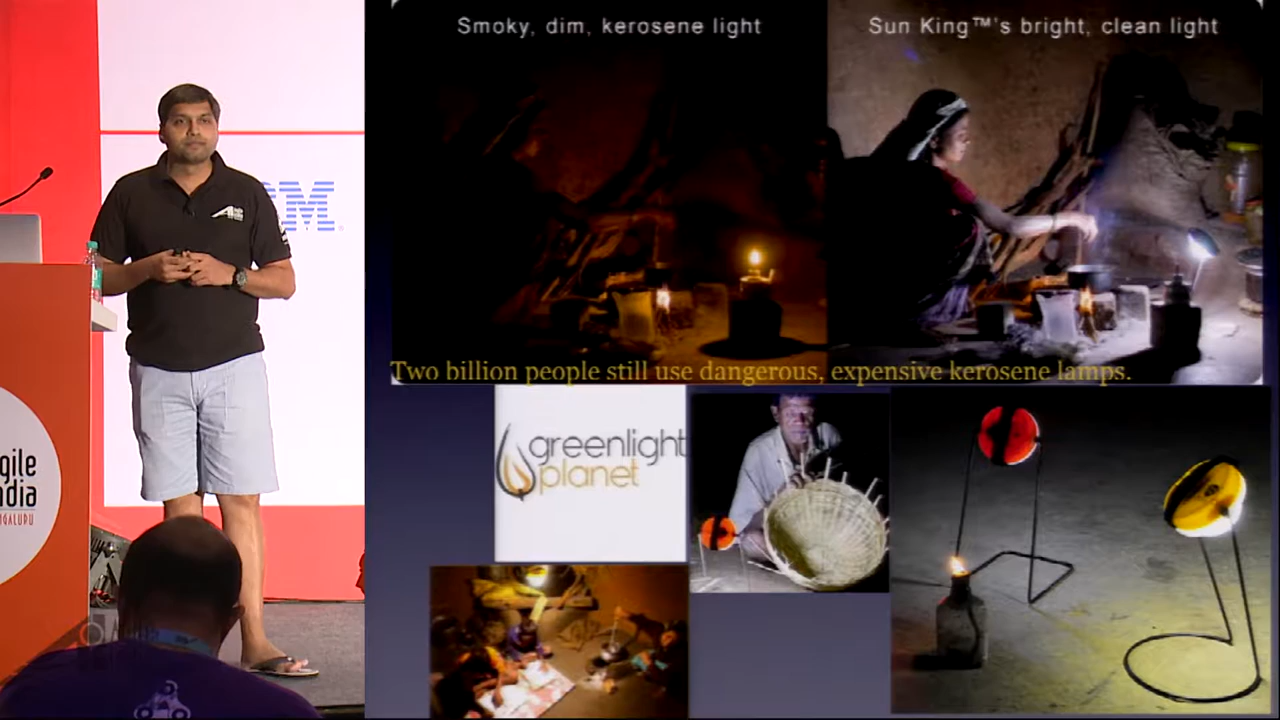 Smoky, dim, kerosene light
Sun King™'s bright, clean light
Two billion people still use dangerous, expensive kerosene lamps.
greenlight
planet